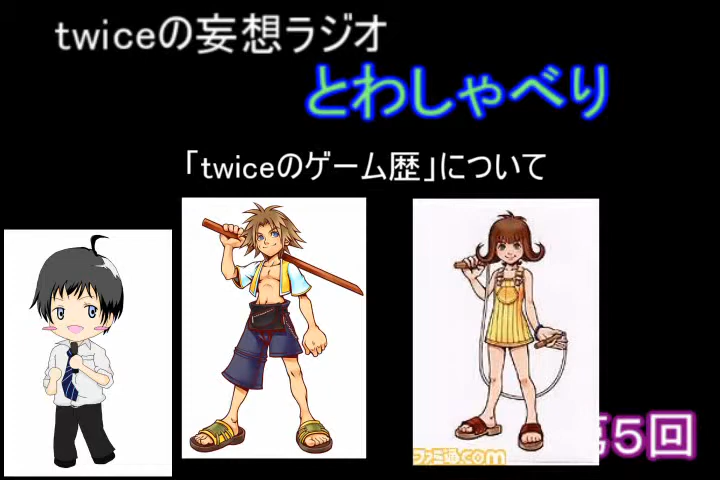 twiceの妄想ラジオ
とわしゃべり
「twiceのゲーム歴」について
第5回
ファミ通.com